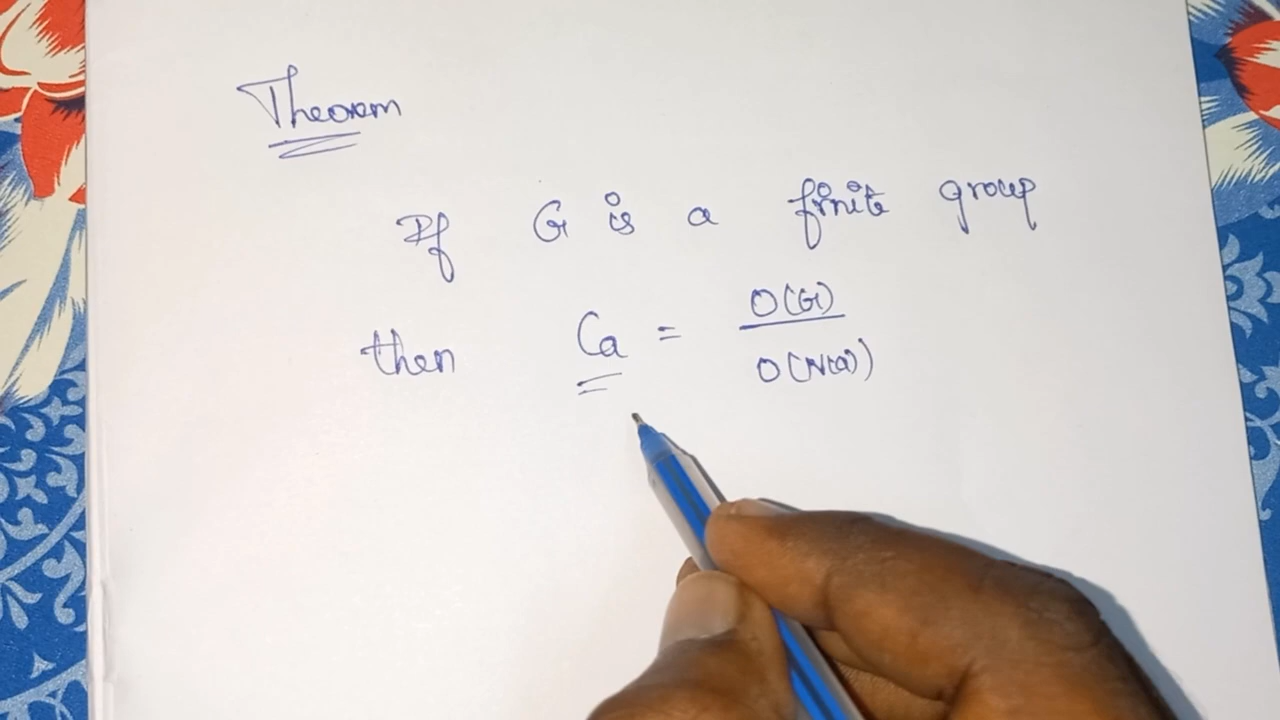 Theorem
If G is a finite group
then Ca = O(G) / O(N(a))